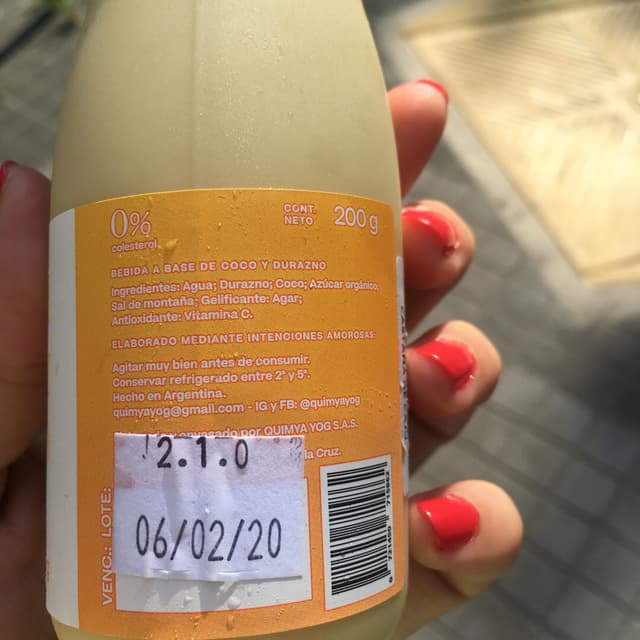 0%
colesterol
CONT.
NETO
200 g
BEBIDA A BASE DE COCO Y DURAZNO
Ingredientes: Agua; Durazno; Coco; Azúcar orgánico;
Sal de montaña; Gelificante: Agar;
Antioxidante: Vitamina C.
ELABORADO MEDIANTE INTENCIONES AMOROSAS:
Agitar muy bien antes de consumir.
Conservar refrigerado entre 2° y 5°.
Hecho en Argentina.
quimyayog@gmail.com - IG y FB: @quimyayog
envasado por QUIMYA YOG S.A.S.
la Cruz.
2.1.0
06/02/20
VENC.: LOTE: